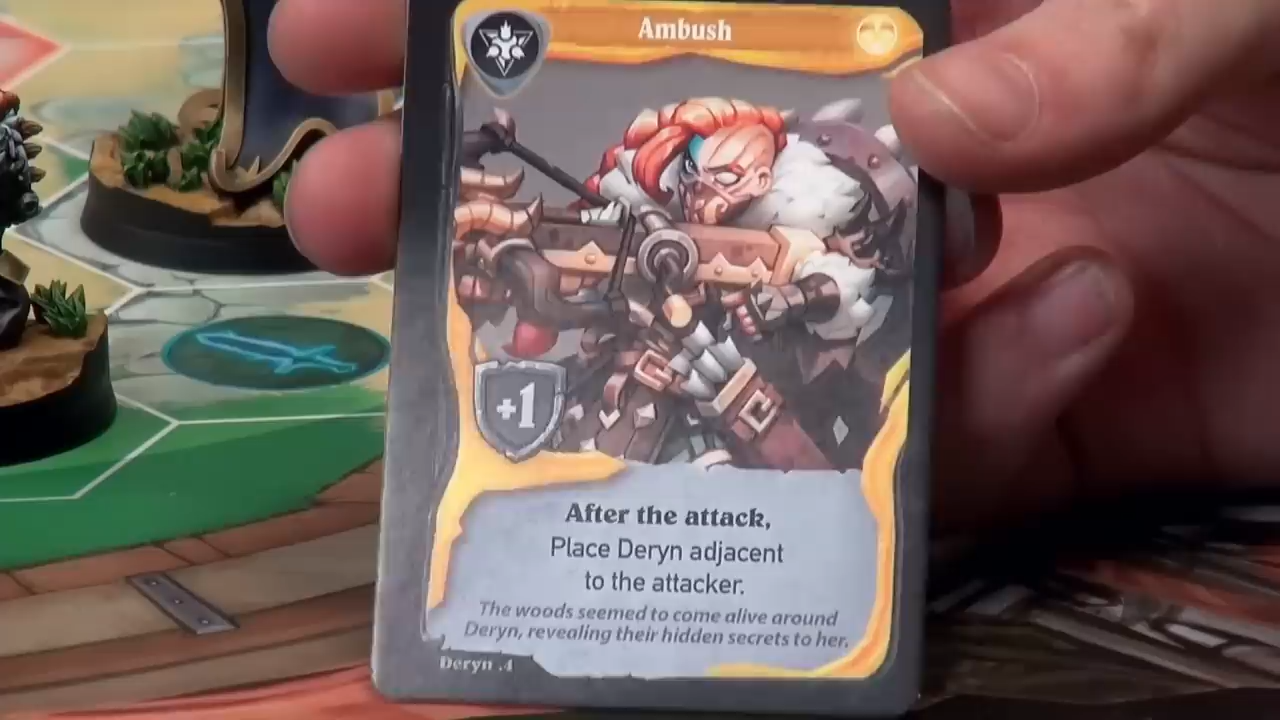 Ambush
+1
After the attack,
Place Deryn adjacent
to the attacker.
The woods seemed to come alive around
Deryn, revealing their hidden secrets to her.
Deryn .4